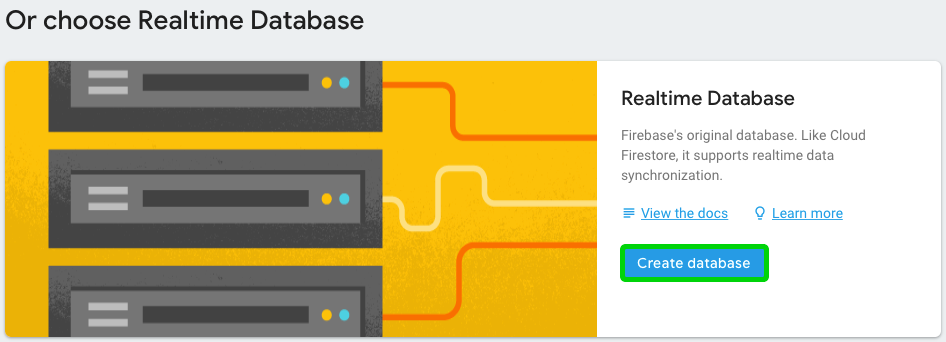 Or choose Realtime Database
Realtime Database
Firebase's original database. Like Cloud
Firestore, it supports realtime data
synchronization.
View the docs
Learn more
Create database